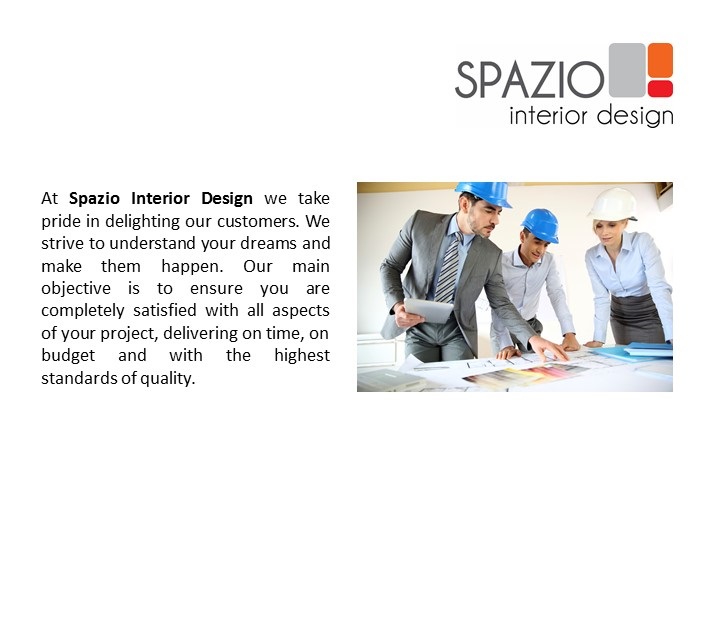 SPAZIO
interior design
At Spazio Interior Design we take
pride in delighting our customers. We
strive to understand your dreams and
make them happen. Our main
objective is to ensure you are
completely satisfied with all aspects
of your project, delivering on time, on
budget and with the highest
standards of quality.